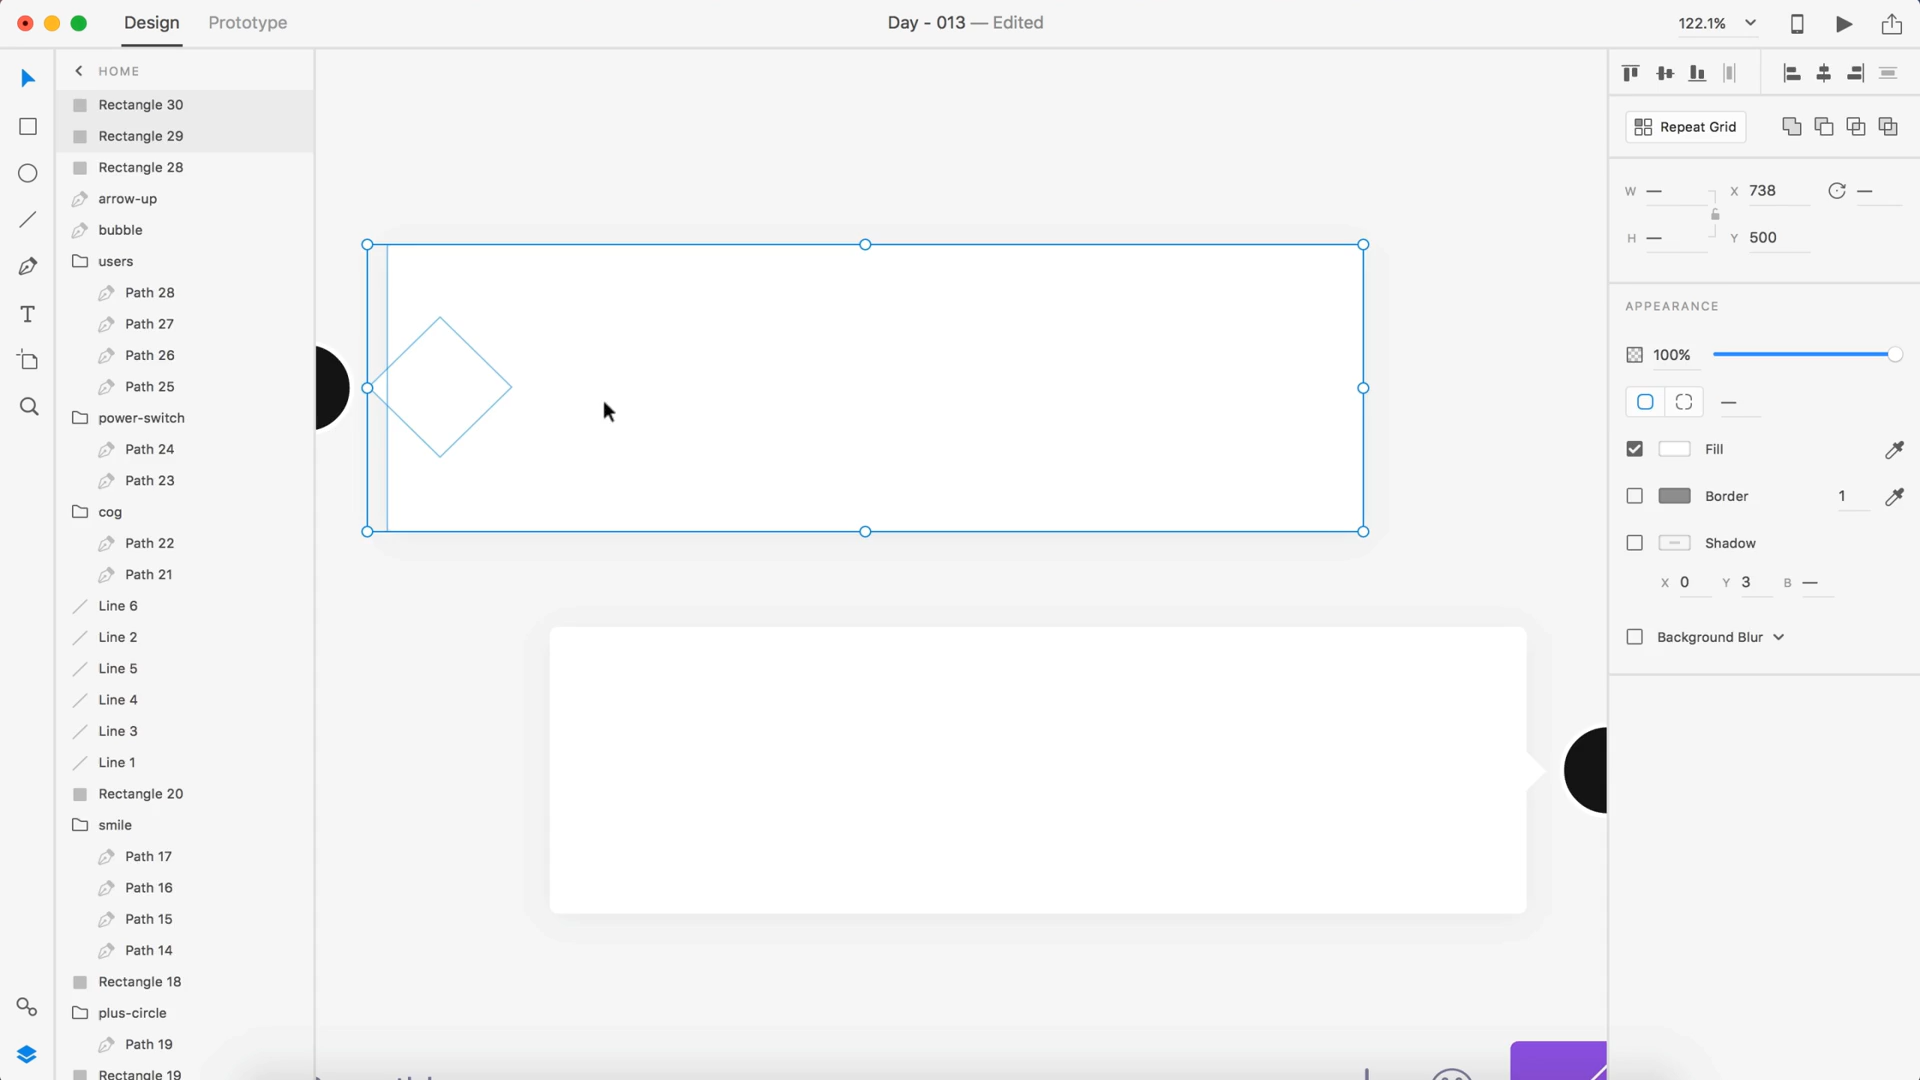 Design Prototype Day - 013 — Edited 122.1%
HOME
Rectangle 30
Rectangle 29
Rectangle 28
arrow-up
bubble
users
Path 28
Path 27
Path 26
Path 25
power-switch
Path 24
Path 23
cog
Path 22
Path 21
Line 6
Line 2
Line 5
Line 4
Line 3
Line 1
Rectangle 20
smile
Path 17
Path 16
Path 15
Path 14
Rectangle 18
plus-circle
Path 19
Rectangle 19
Repeat Grid
W — X 738 —
H — Y 500
APPEARANCE
100%
—
Fill
Border 1
Shadow
X 0 Y 3 B —
Background Blur